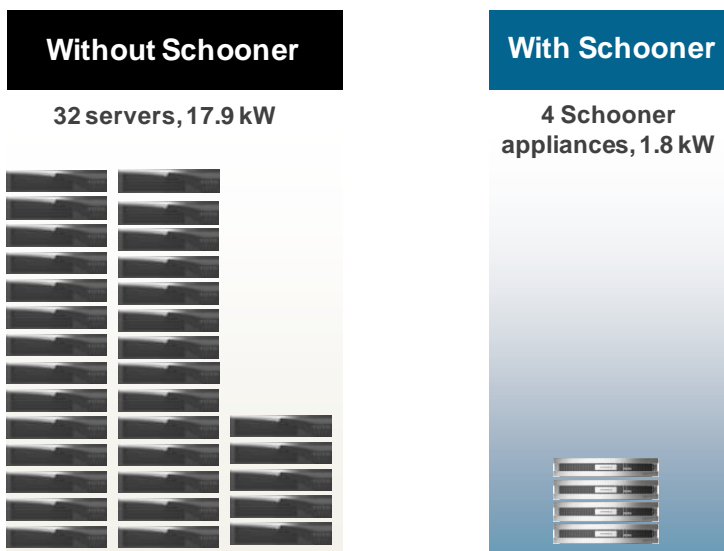 Without Schooner
32 servers, 17.9 kW
With Schooner
4 Schooner
appliances, 1.8 kW